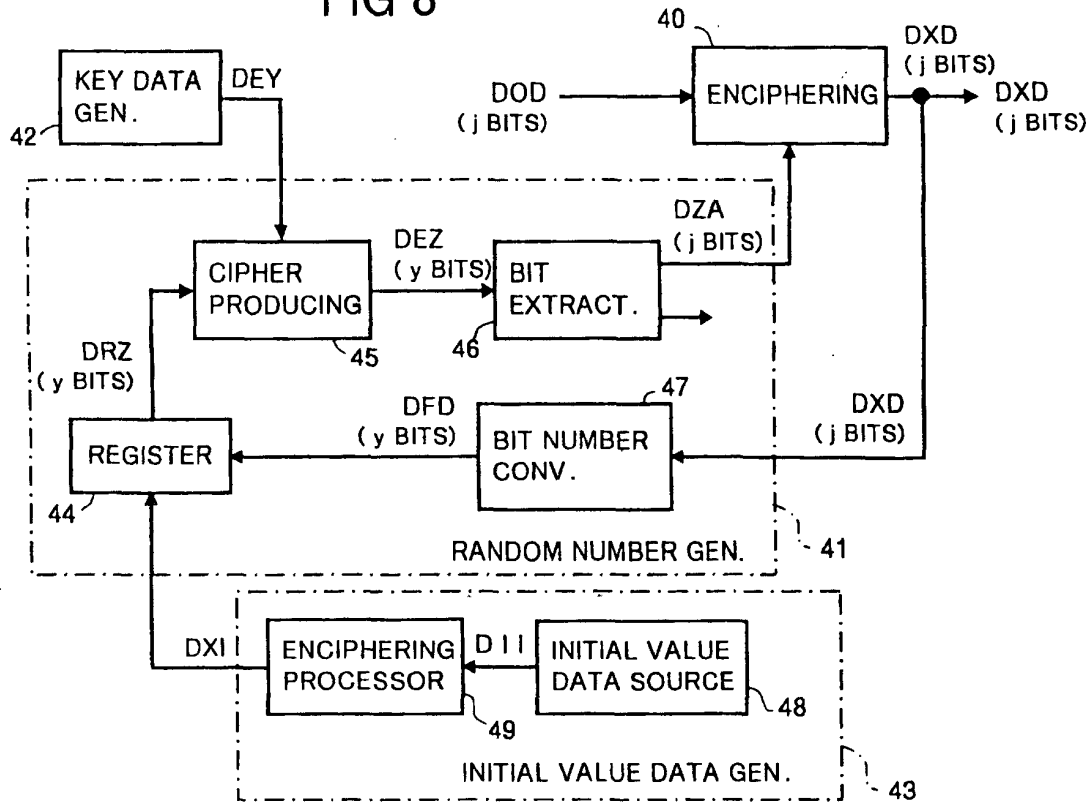 FIG 8
40
DXD
(j BITS)
KEY DATA
GEN.
DEY
42
DOD
(j BITS)
ENCIPHERING
DXD
(j BITS)
DZA
(j BITS)
CIPHER
PRODUCING
45
DEZ
(y BITS)
BIT
EXTRACT.
46
DRZ
(y BITS)
47
DFD
(y BITS)
BIT NUMBER
CONV.
DXD
(j BITS)
REGISTER
44
RANDOM NUMBER GEN.
41
DXI
ENCIPHERING
PROCESSOR
49
DII
INITIAL VALUE
DATA SOURCE
48
INITIAL VALUE DATA GEN.
43